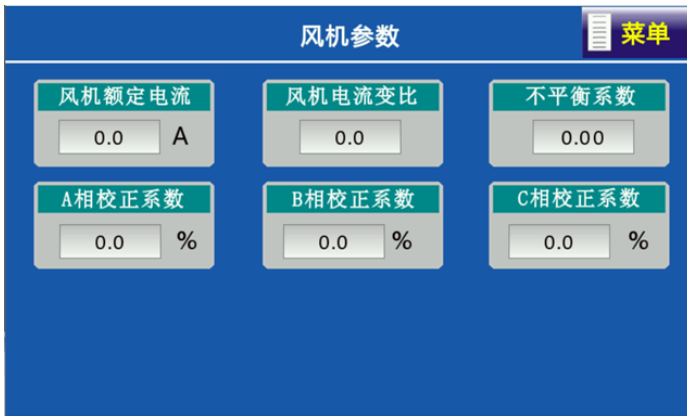 风机参数
菜单
风机额定电流
风机电流变比
不平衡系数
0.0 A
0.0
0.00
A相校正系数
B相校正系数
C相校正系数
0.0 %
0.0 %
0.0 %